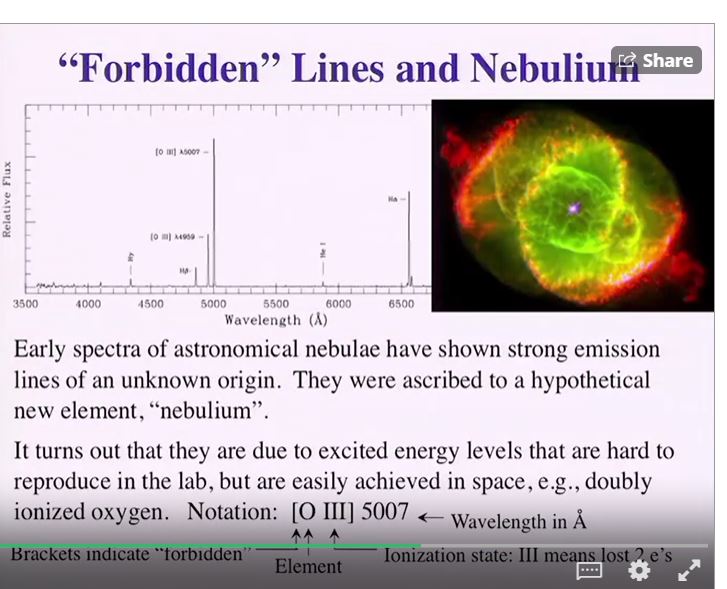 “Forbidden” Lines and Nebulium
Share
[O III] λ5007
[O III] λ4959
Hγ
Hβ
He I
Hα
Relative Flux
3500 4000 4500 5000 5500 6000 6500
Wavelength (Å)
Early spectra of astronomical nebulae have shown strong emission
lines of an unknown origin. They were ascribed to a hypothetical
new element, “nebulium”.
It turns out that they are due to excited energy levels that are hard to
reproduce in the lab, but are easily achieved in space, e.g., doubly
ionized oxygen. Notation: [O III] 5007 ← Wavelength in Å
Brackets indicate “forbidden”
Element
Ionization state: III means lost 2 e’s